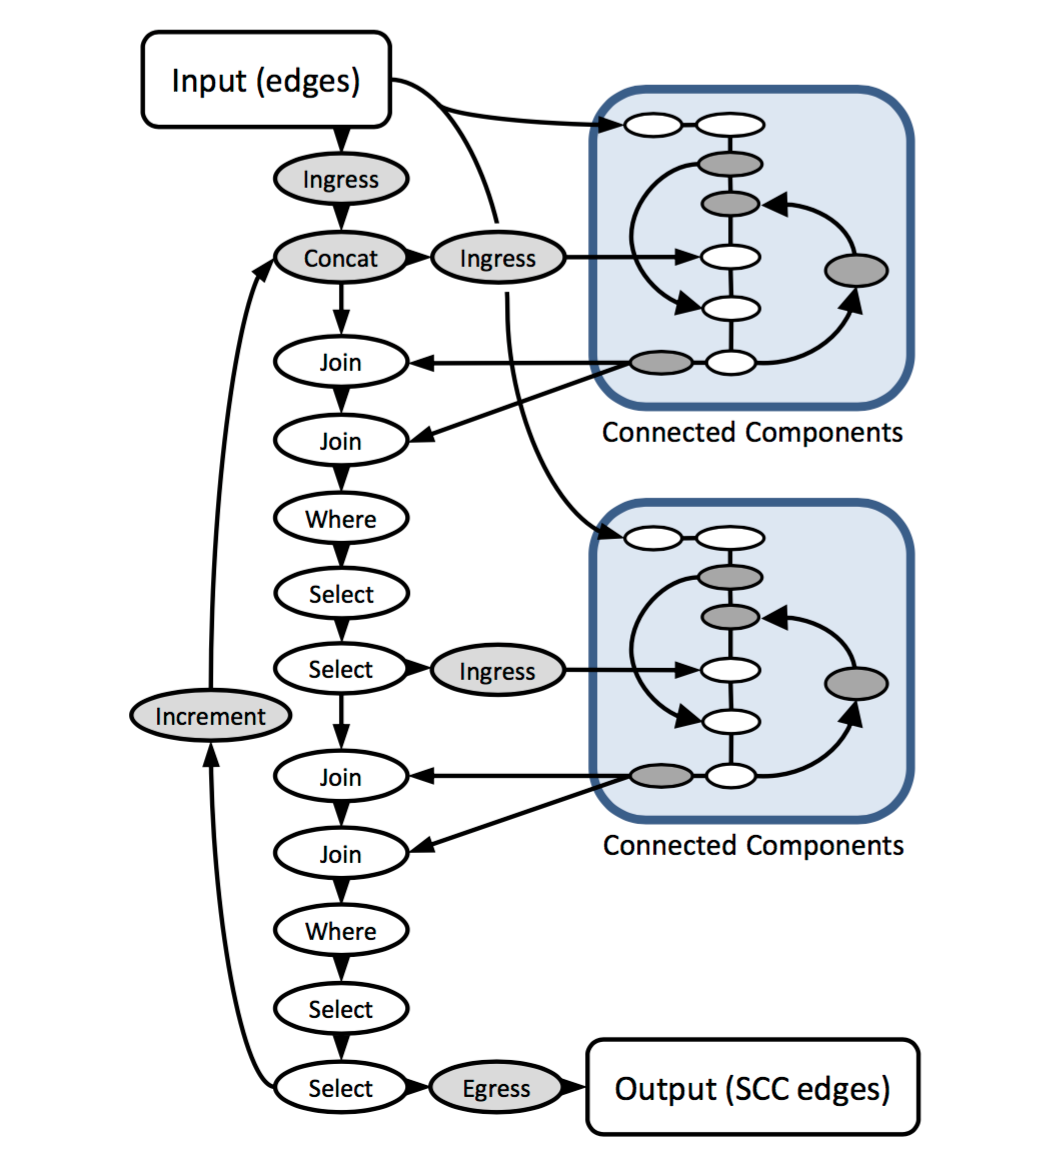 Input (edges)
Ingress
Concat
Ingress
Join
Join
Connected Components
Where
Select
Select
Ingress
Increment
Join
Join
Connected Components
Where
Select
Select
Egress
Output (SCC edges)